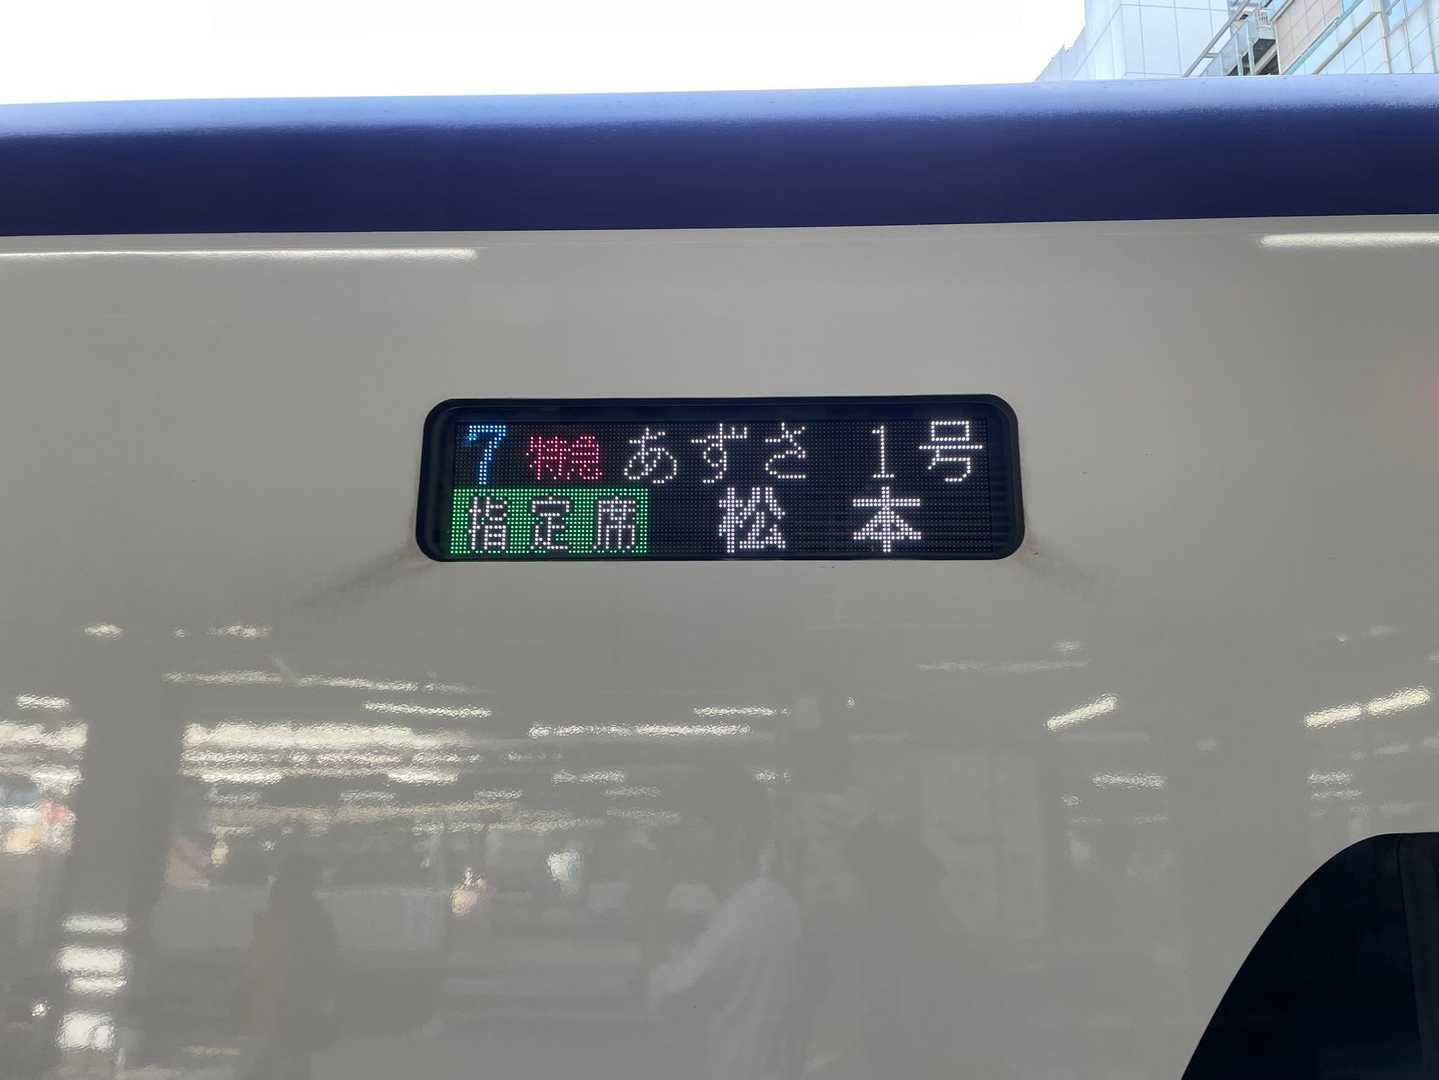 7 特急 あずさ 1号
指定席 松本